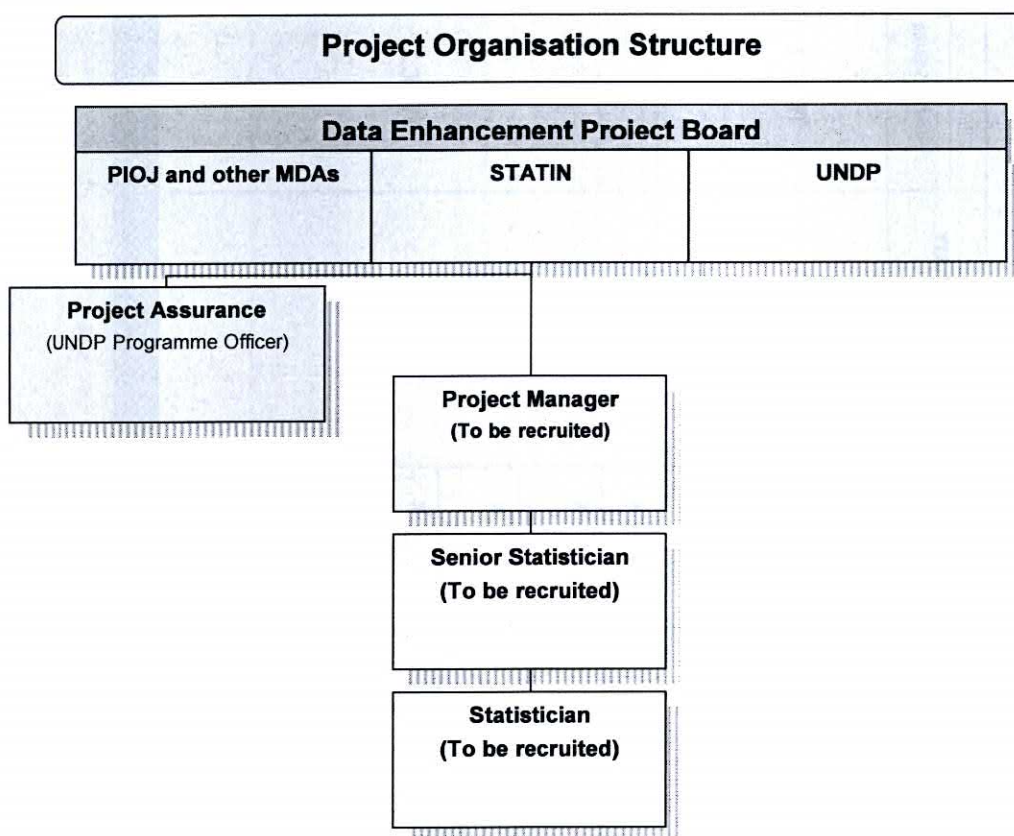 Project Organisation Structure
Data Enhancement Project Board
PIOJ and other MDAs
STATIN
UNDP
Project Assurance
(UNDP Programme Officer)
Project Manager
(To be recruited)
Senior Statistician
(To be recruited)
Statistician
(To be recruited)